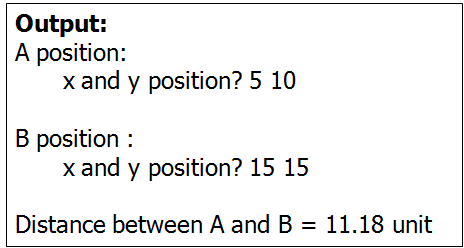 Output:
A position:
x and y position? 5 10
B position :
x and y position? 15 15
Distance between A and B = 11.18 unit